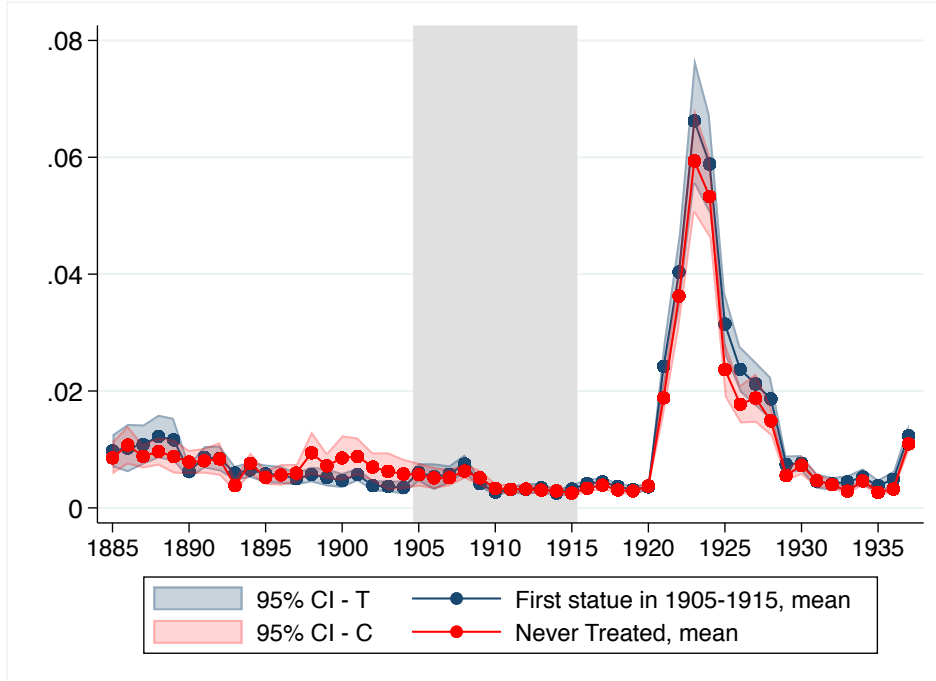 .08
.06
.04
.02
0
1885 1890 1895 1900 1905 1910 1915 1920 1925 1930 1935
95% CI - T First statue in 1905-1915, mean
95% CI - C Never Treated, mean